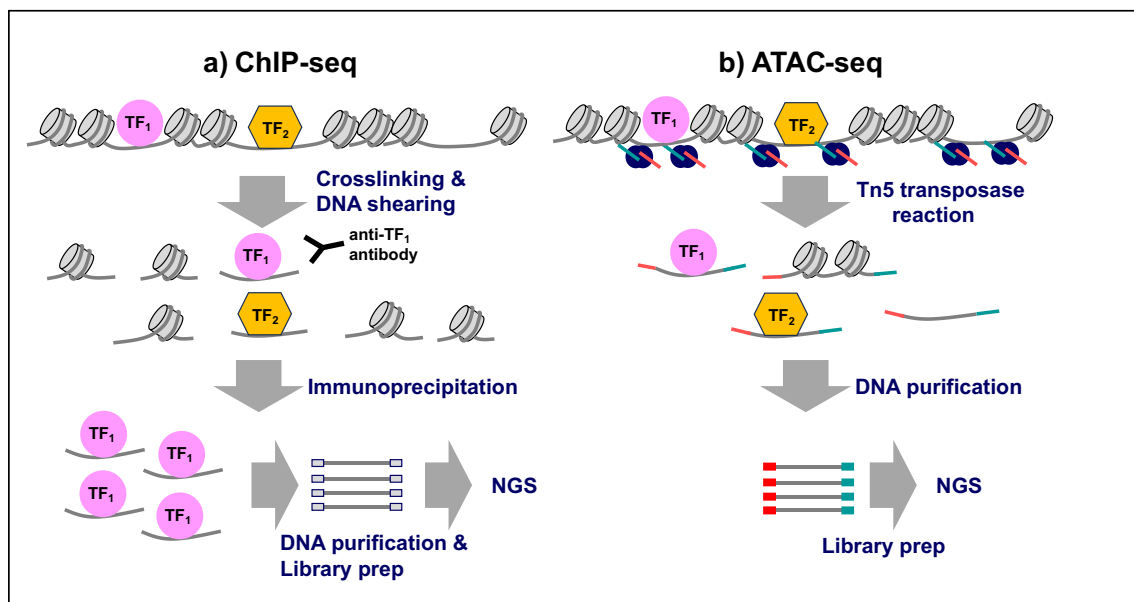 a) ChIP-seq
TF₁
TF₂
Crosslinking &
DNA shearing
TF₁
anti-TF₁
antibody
TF₂
Immunoprecipitation
TF₁
TF₁
TF₁
TF₁
NGS
DNA purification &
Library prep
b) ATAC-seq
TF₁
TF₂
Tn5 transposase
reaction
TF₁
TF₂
DNA purification
NGS
Library prep